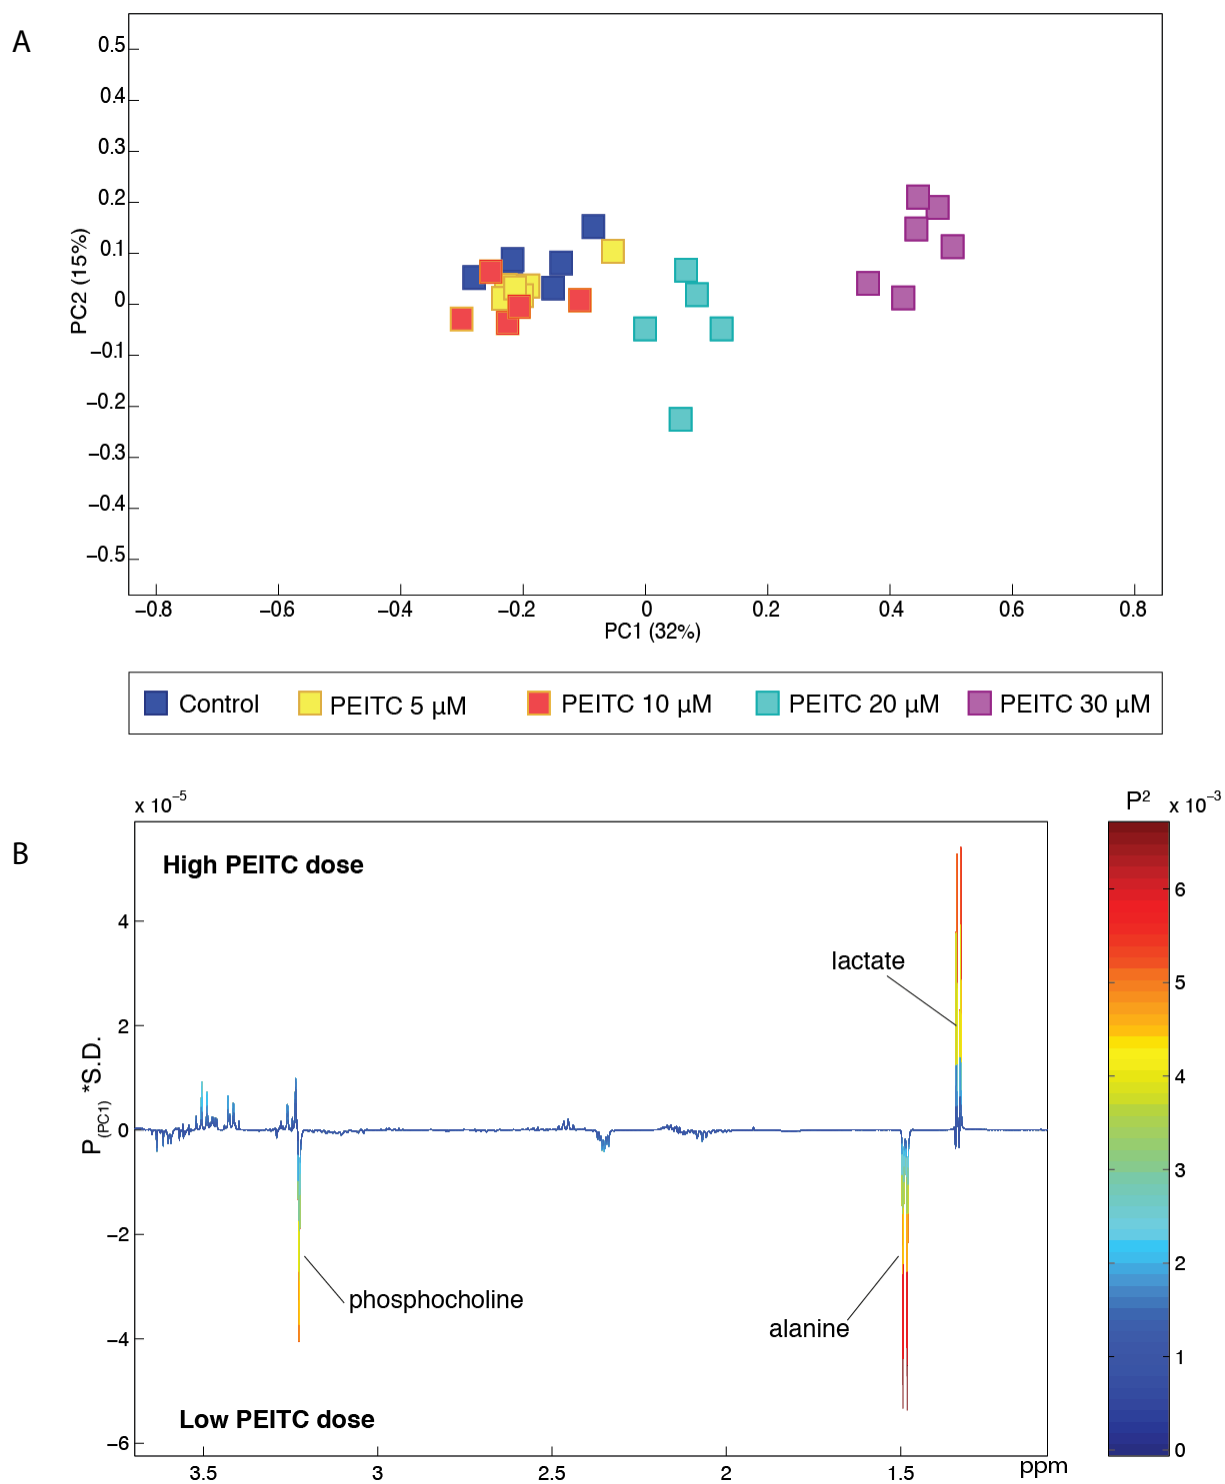 A
0.5
0.4
0.3
0.2
0.1
0
−0.1
−0.2
−0.3
−0.4
−0.5
PC2 (15%)
−0.8 −0.6 −0.4 −0.2 0 0.2 0.4 0.6 0.8
PC1 (32%)
Control PEITC 5 µM PEITC 10 µM PEITC 20 µM PEITC 30 µM
B
x 10⁻⁵
High PEITC dose
4
2
0
−2
−4
−6
P(PC1) *S.D.
lactate
phosphocholine
alanine
Low PEITC dose
3.5 3 2.5 2 1.5 ppm
P² x 10⁻³
6
5
4
3
2
1
0